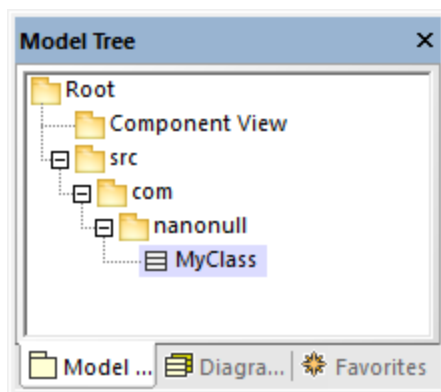 Model Tree
Root
Component View
src
com
nanonull
MyClass
Model ... Diagra... Favorites